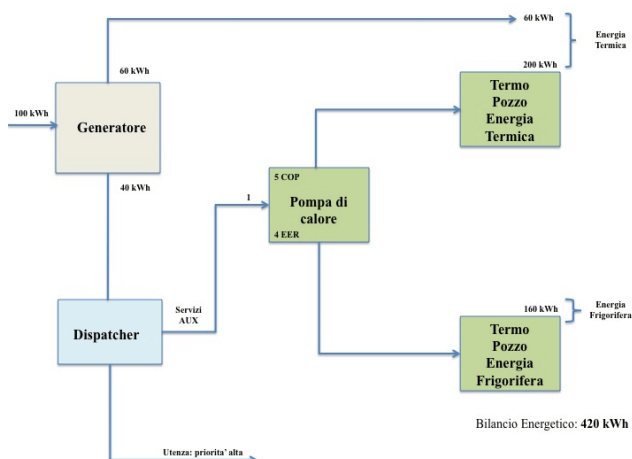 60 kWh
Energia
Termica
200 kWh
60 kWh
100 kWh
Generatore
Termo
Pozzo
Energia
Termica
40 kWh
5 COP
1
Pompa di
calore
4 EER
Servizi
AUX
Dispatcher
160 kWh
Energia
Frigorifera
Termo
Pozzo
Energia
Frigorifera
Bilancio Energetico: 420 kWh
Utenza: priorita' alta